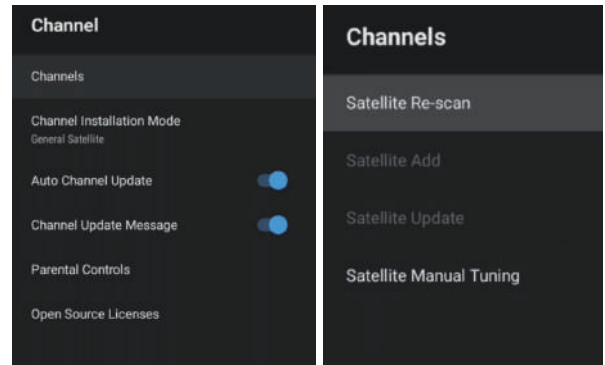 Channel
Channels
Channel Installation Mode
General Satellite
Auto Channel Update
Channel Update Message
Parental Controls
Open Source Licenses
Channels
Satellite Re-scan
Satellite Add
Satellite Update
Satellite Manual Tuning